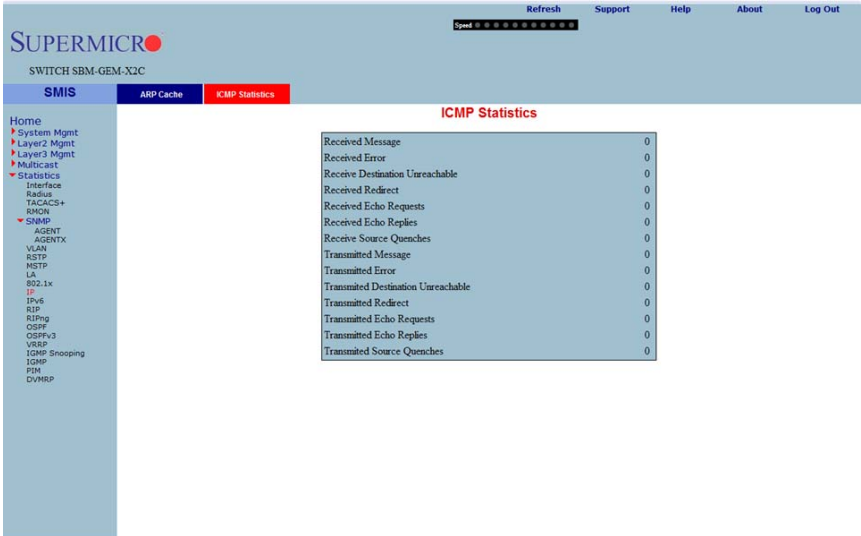 Refresh Support Help About Log Out
Speed
SUPERMICR
SWITCH SBM-GEM-X2C
SMIS ARP Cache ICMP Statistics
ICMP Statistics
Home
System Mgmt
Layer2 Mgmt
Layer3 Mgmt
Multicast
Statistics
Interface
Radius
TACACS+
RMON
SNMP
AGENT
AGENTX
VLAN
RSTP
MSTP
LA
802.1x
IP
IPv6
RIP
RIPng
OSPF
OSPFv3
VRRP
IGMP Snooping
IGMP
PIM
DVMRP
Received Message 0
Received Error 0
Receive Destination Unreachable 0
Received Redirect 0
Received Echo Requests 0
Received Echo Replies 0
Receive Source Quenches 0
Transmitted Message 0
Transmitted Error 0
Transmited Destination Unreachable 0
Transmitted Redirect 0
Transmitted Echo Requests 0
Transmitted Echo Replies 0
Transmited Source Quenches 0